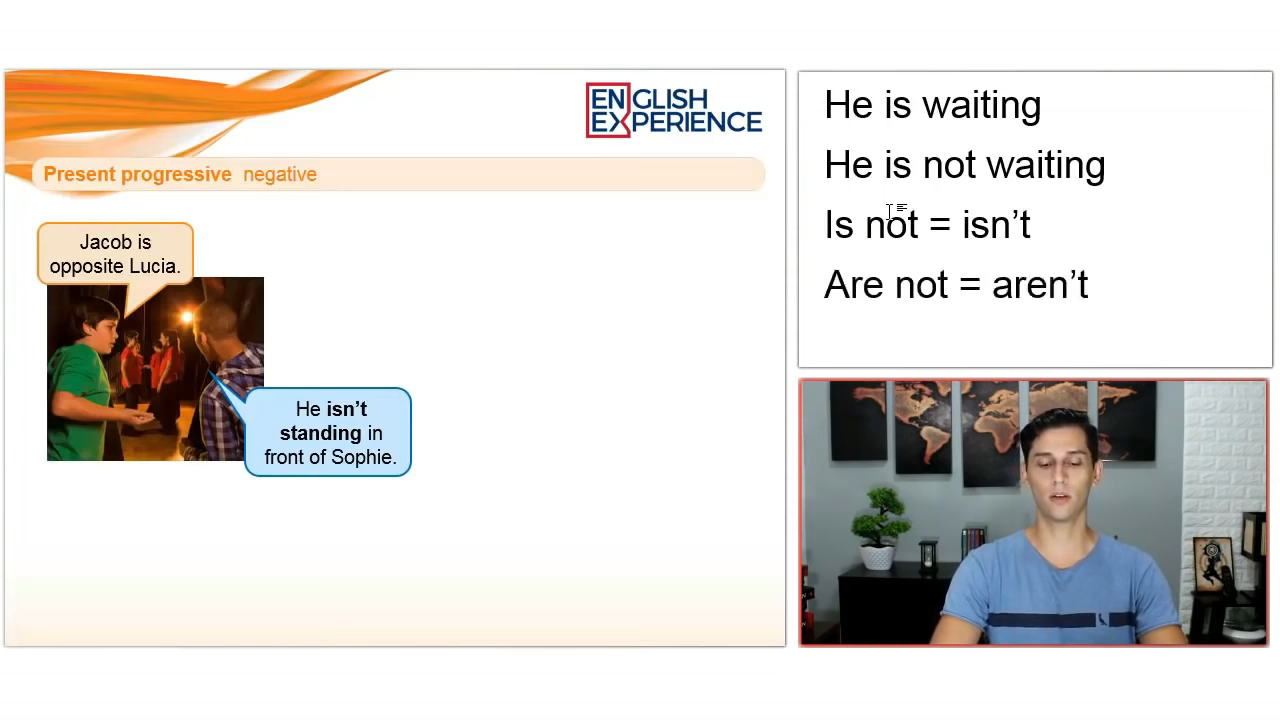 ENGLISH
EXPERIENCE
Present progressive negative
Jacob is
opposite Lucia.
He isn't
standing in
front of Sophie.
He is waiting
He is not waiting
Is not = isn’t
Are not = aren’t